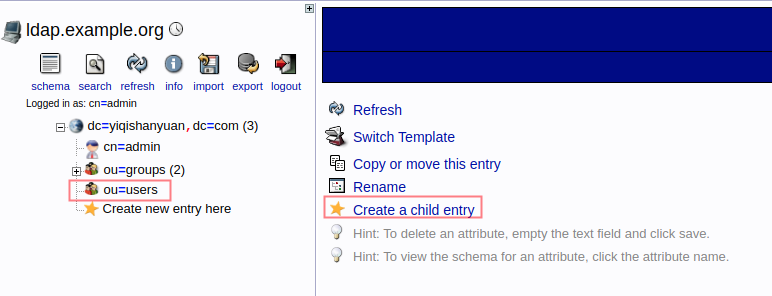 ldap.example.org
schema search refresh info import export logout
Logged in as: cn=admin
dc=yiqishanyuan,dc=com (3)
cn=admin
ou=groups (2)
ou=users
Create new entry here
Refresh
Switch Template
Copy or move this entry
Rename
Create a child entry
Hint: To delete an attribute, empty the text field and click save.
Hint: To view the schema for an attribute, click the attribute name.